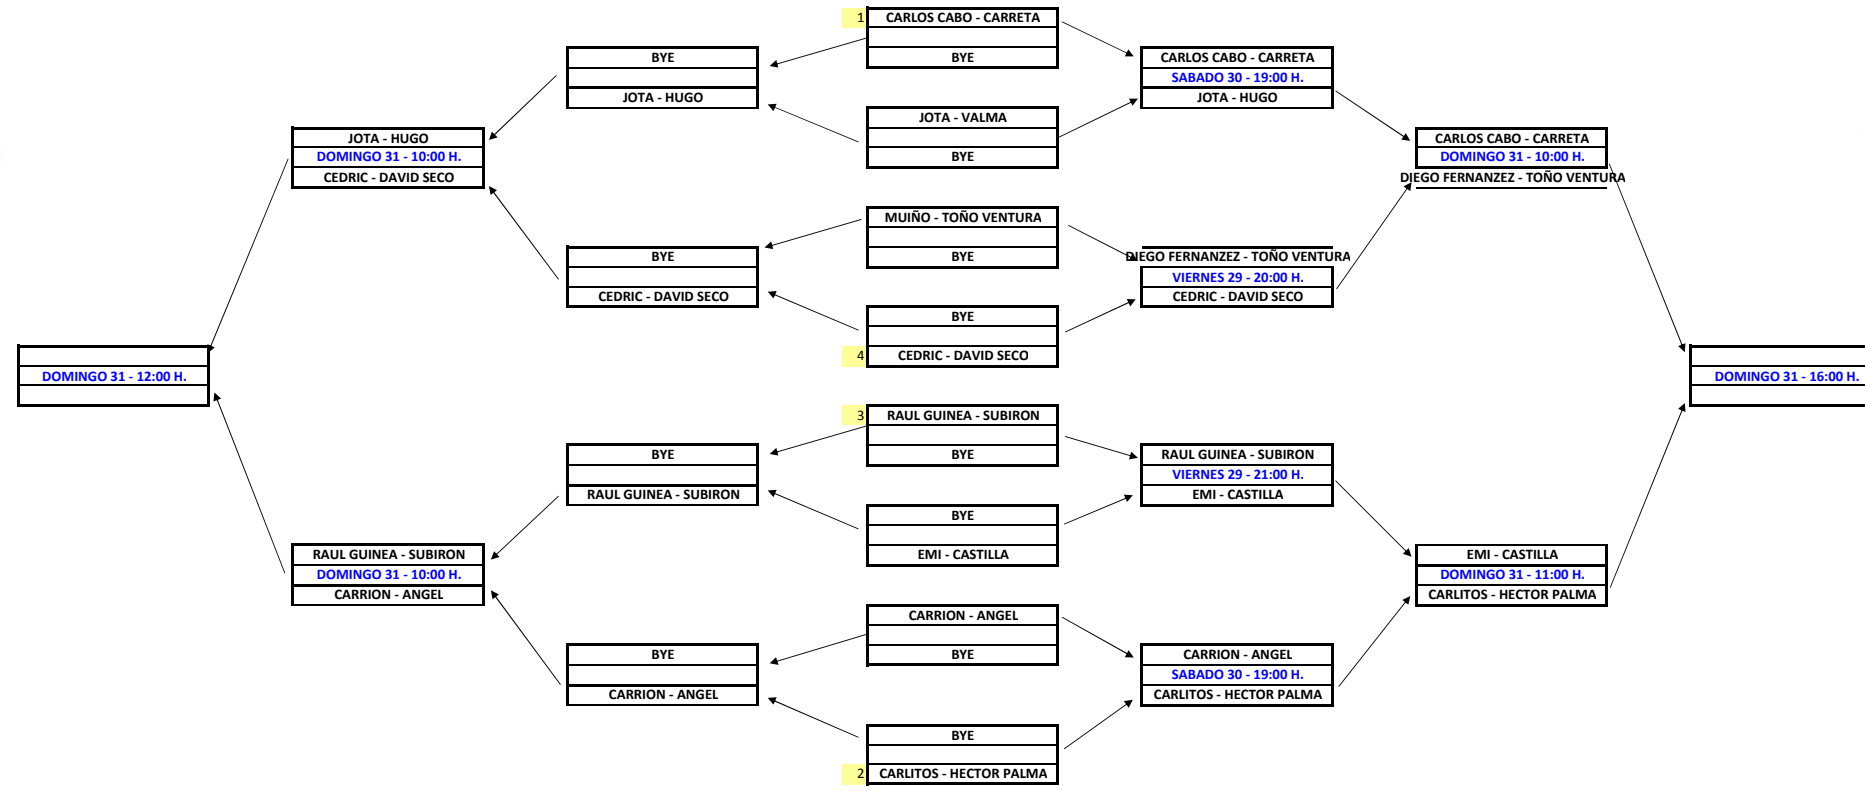 1 CARLOS CABO - CARRETA
BYE
JOTA - VALMA
BYE
MUIÑO - TOÑO VENTURA
BYE
BYE
4 CEDRIC - DAVID SECO
3 RAUL GUINEA - SUBIRON
BYE
BYE
EMI - CASTILLA
CARRION - ANGEL
BYE
BYE
2 CARLITOS - HECTOR PALMA
BYE
JOTA - HUGO
BYE
CEDRIC - DAVID SECO
BYE
RAUL GUINEA - SUBIRON
BYE
CARRION - ANGEL
JOTA - HUGO
DOMINGO 31 - 10:00 H.
CEDRIC - DAVID SECO
RAUL GUINEA - SUBIRON
DOMINGO 31 - 10:00 H.
CARRION - ANGEL
DOMINGO 31 - 12:00 H.
CARLOS CABO - CARRETA
SABADO 30 - 19:00 H.
JOTA - HUGO
DIEGO FERNANZEZ - TOÑO VENTURA
VIERNES 29 - 20:00 H.
CEDRIC - DAVID SECO
RAUL GUINEA - SUBIRON
VIERNES 29 - 21:00 H.
EMI - CASTILLA
CARRION - ANGEL
SABADO 30 - 19:00 H.
CARLITOS - HECTOR PALMA
CARLOS CABO - CARRETA
DOMINGO 31 - 10:00 H.
DIEGO FERNANZEZ - TOÑO VENTURA
EMI - CASTILLA
DOMINGO 31 - 11:00 H.
CARLITOS - HECTOR PALMA
DOMINGO 31 - 16:00 H.